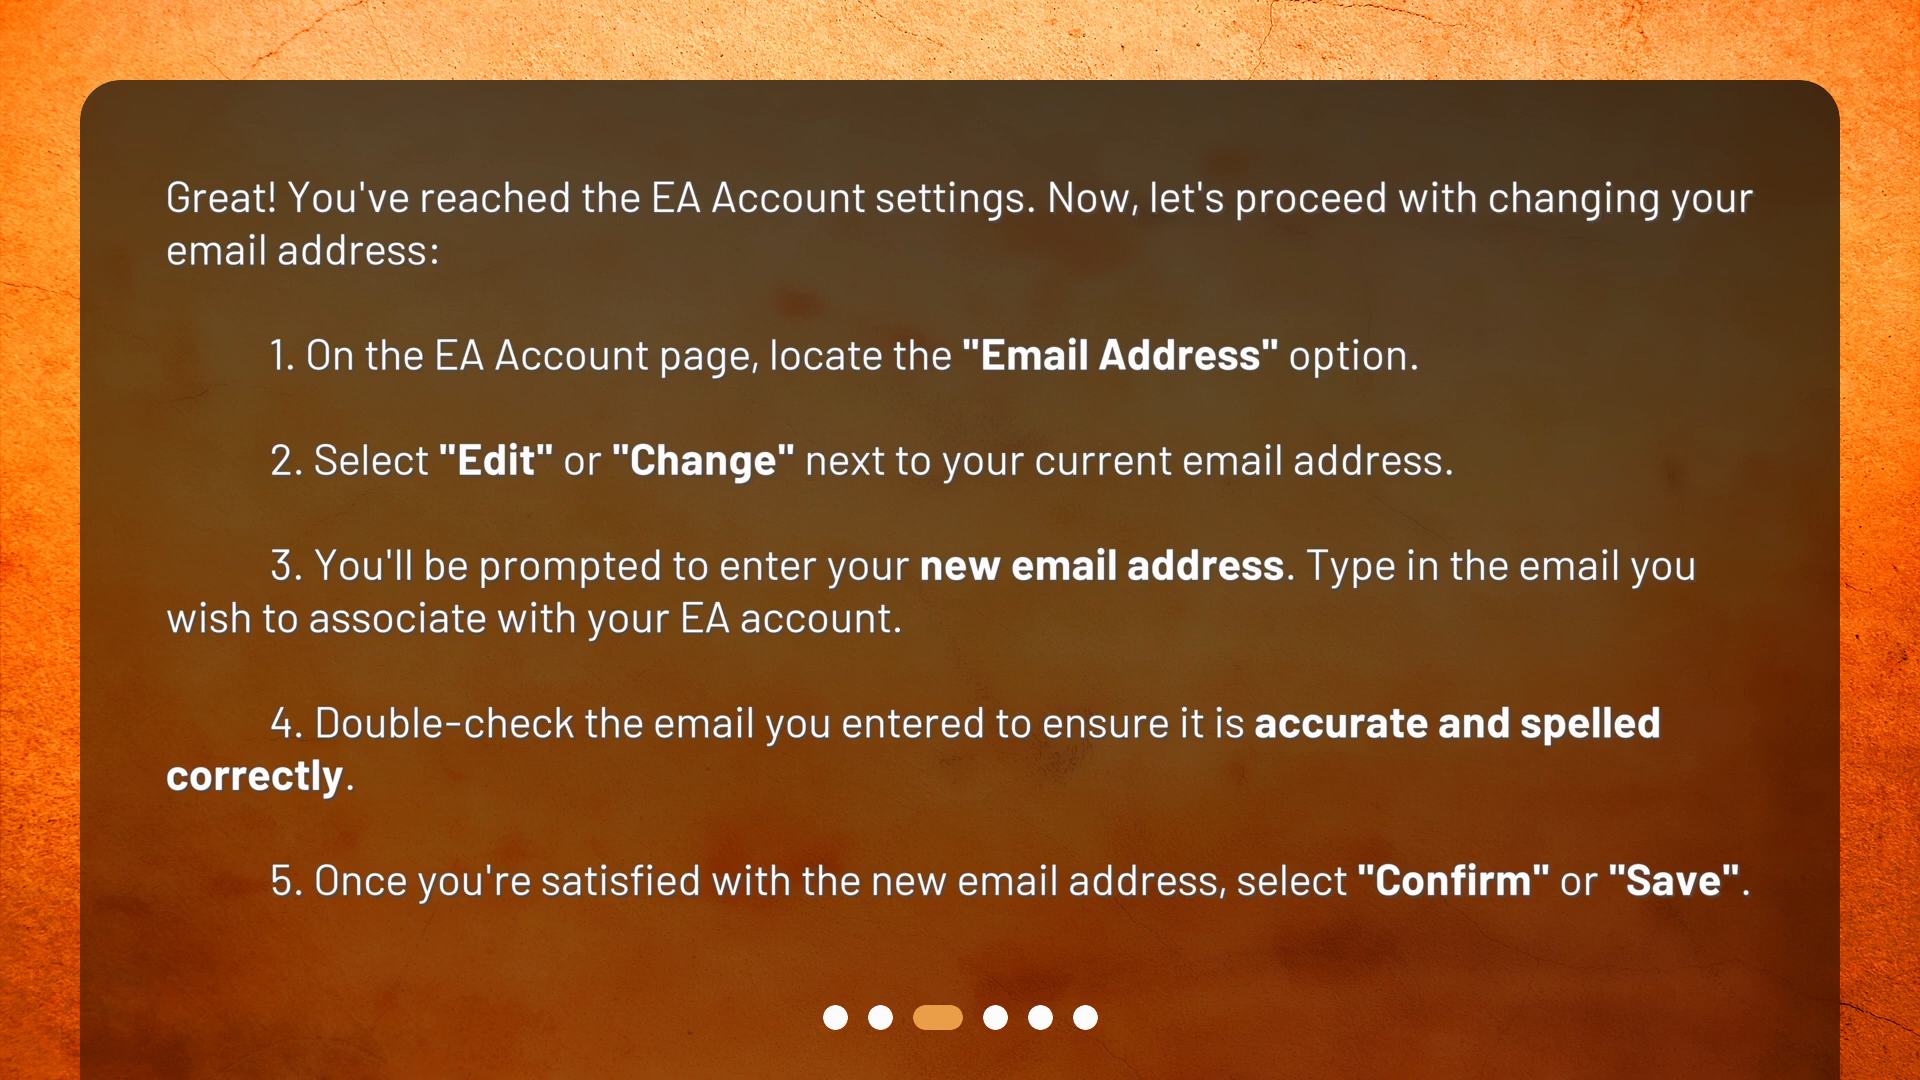 Great! You've reached the EA Account settings. Now, let's proceed with changing your
email address:
1. On the EA Account page, locate the "Email Address" option.
2. Select "Edit" or "Change" next to your current email address.
3. You'll be prompted to enter your new email address. Type in the email you
wish to associate with your EA account.
4. Double-check the email you entered to ensure it is accurate and spelled
correctly.
5. Once you're satisfied with the new email address, select "Confirm" or "Save".